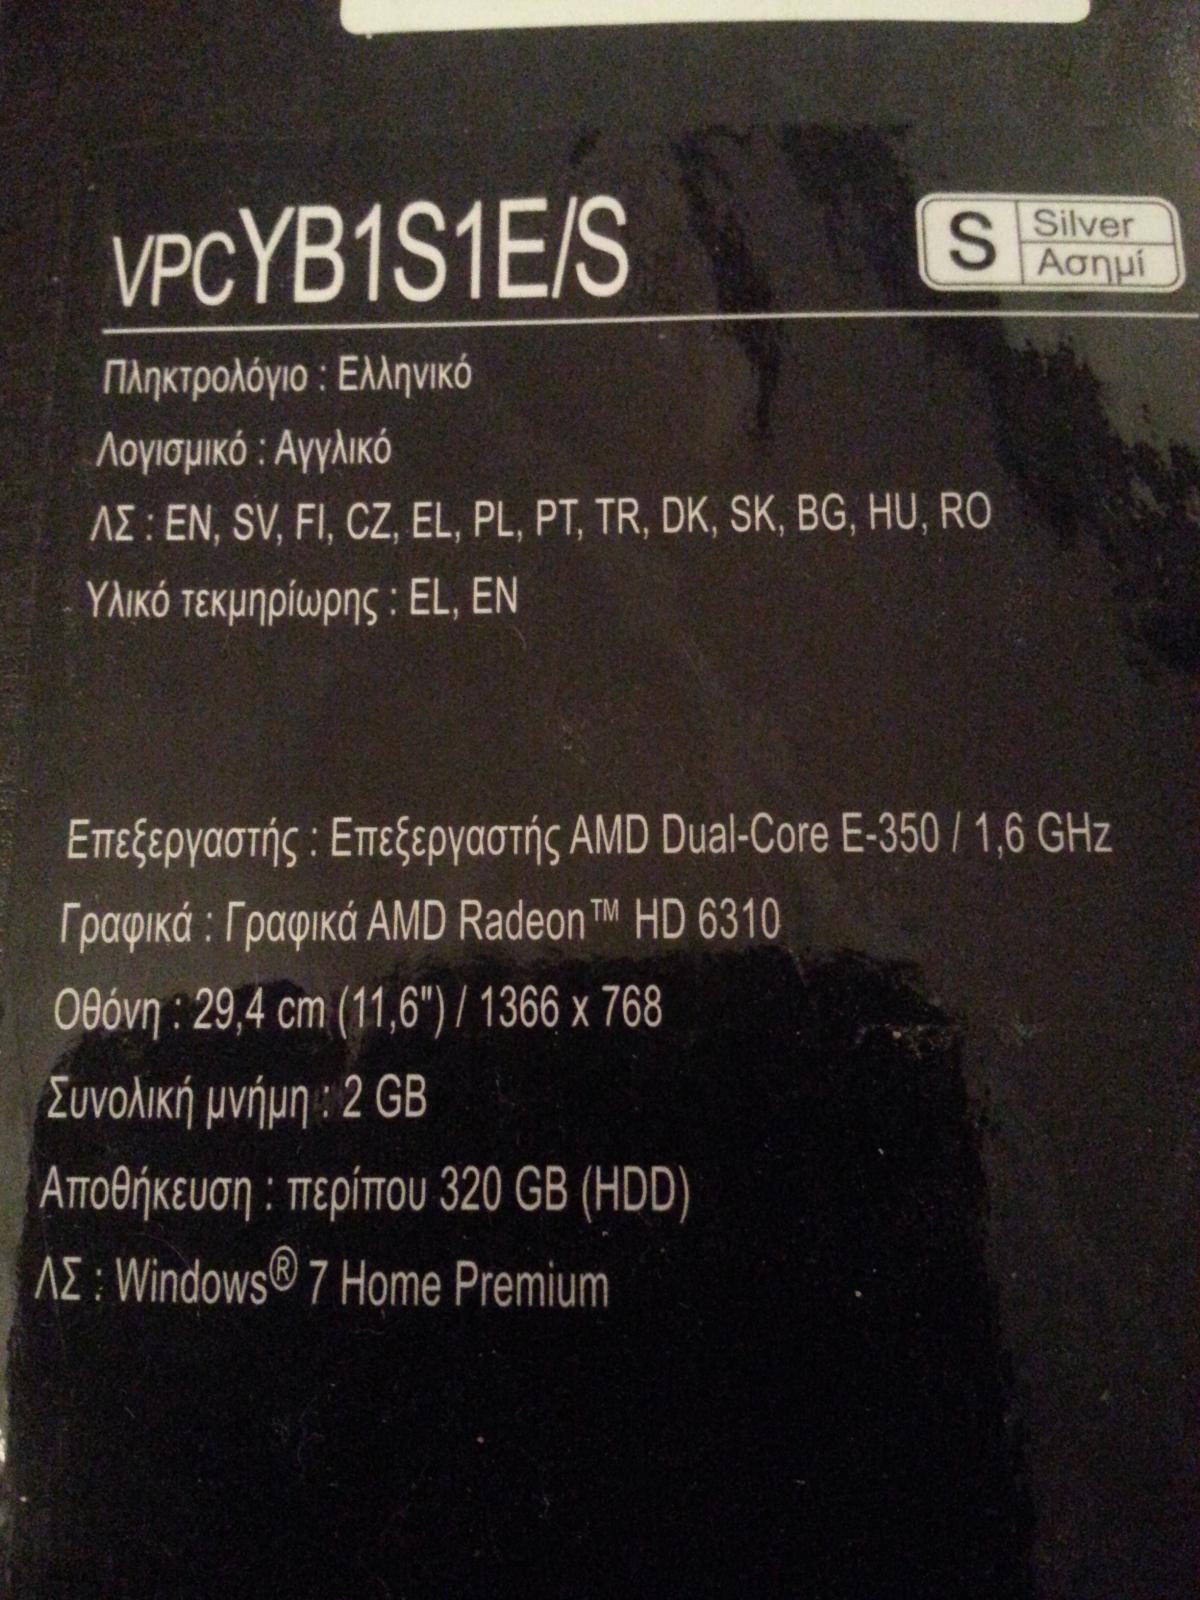 VPCYB1S1E/S
S Silver
Ασημί
Πληκτρολόγιο : Ελληνικό
Λογισμικό : Αγγλικό
ΛΣ : EN, SV, FI, CZ, EL, PL, PT, TR, DK, SK, BG, HU, RO
Υλικό τεκμηρίωρης : EL, EN
Επεξεργαστής : Επεξεργαστής AMD Dual-Core E-350 / 1,6 GHz
Γραφικά : Γραφικά AMD Radeon™ HD 6310
Οθόνη : 29,4 cm (11,6") / 1366 x 768
Συνολική μνήμη : 2 GB
Αποθήκευση : περίπου 320 GB (HDD)
ΛΣ : Windows® 7 Home Premium